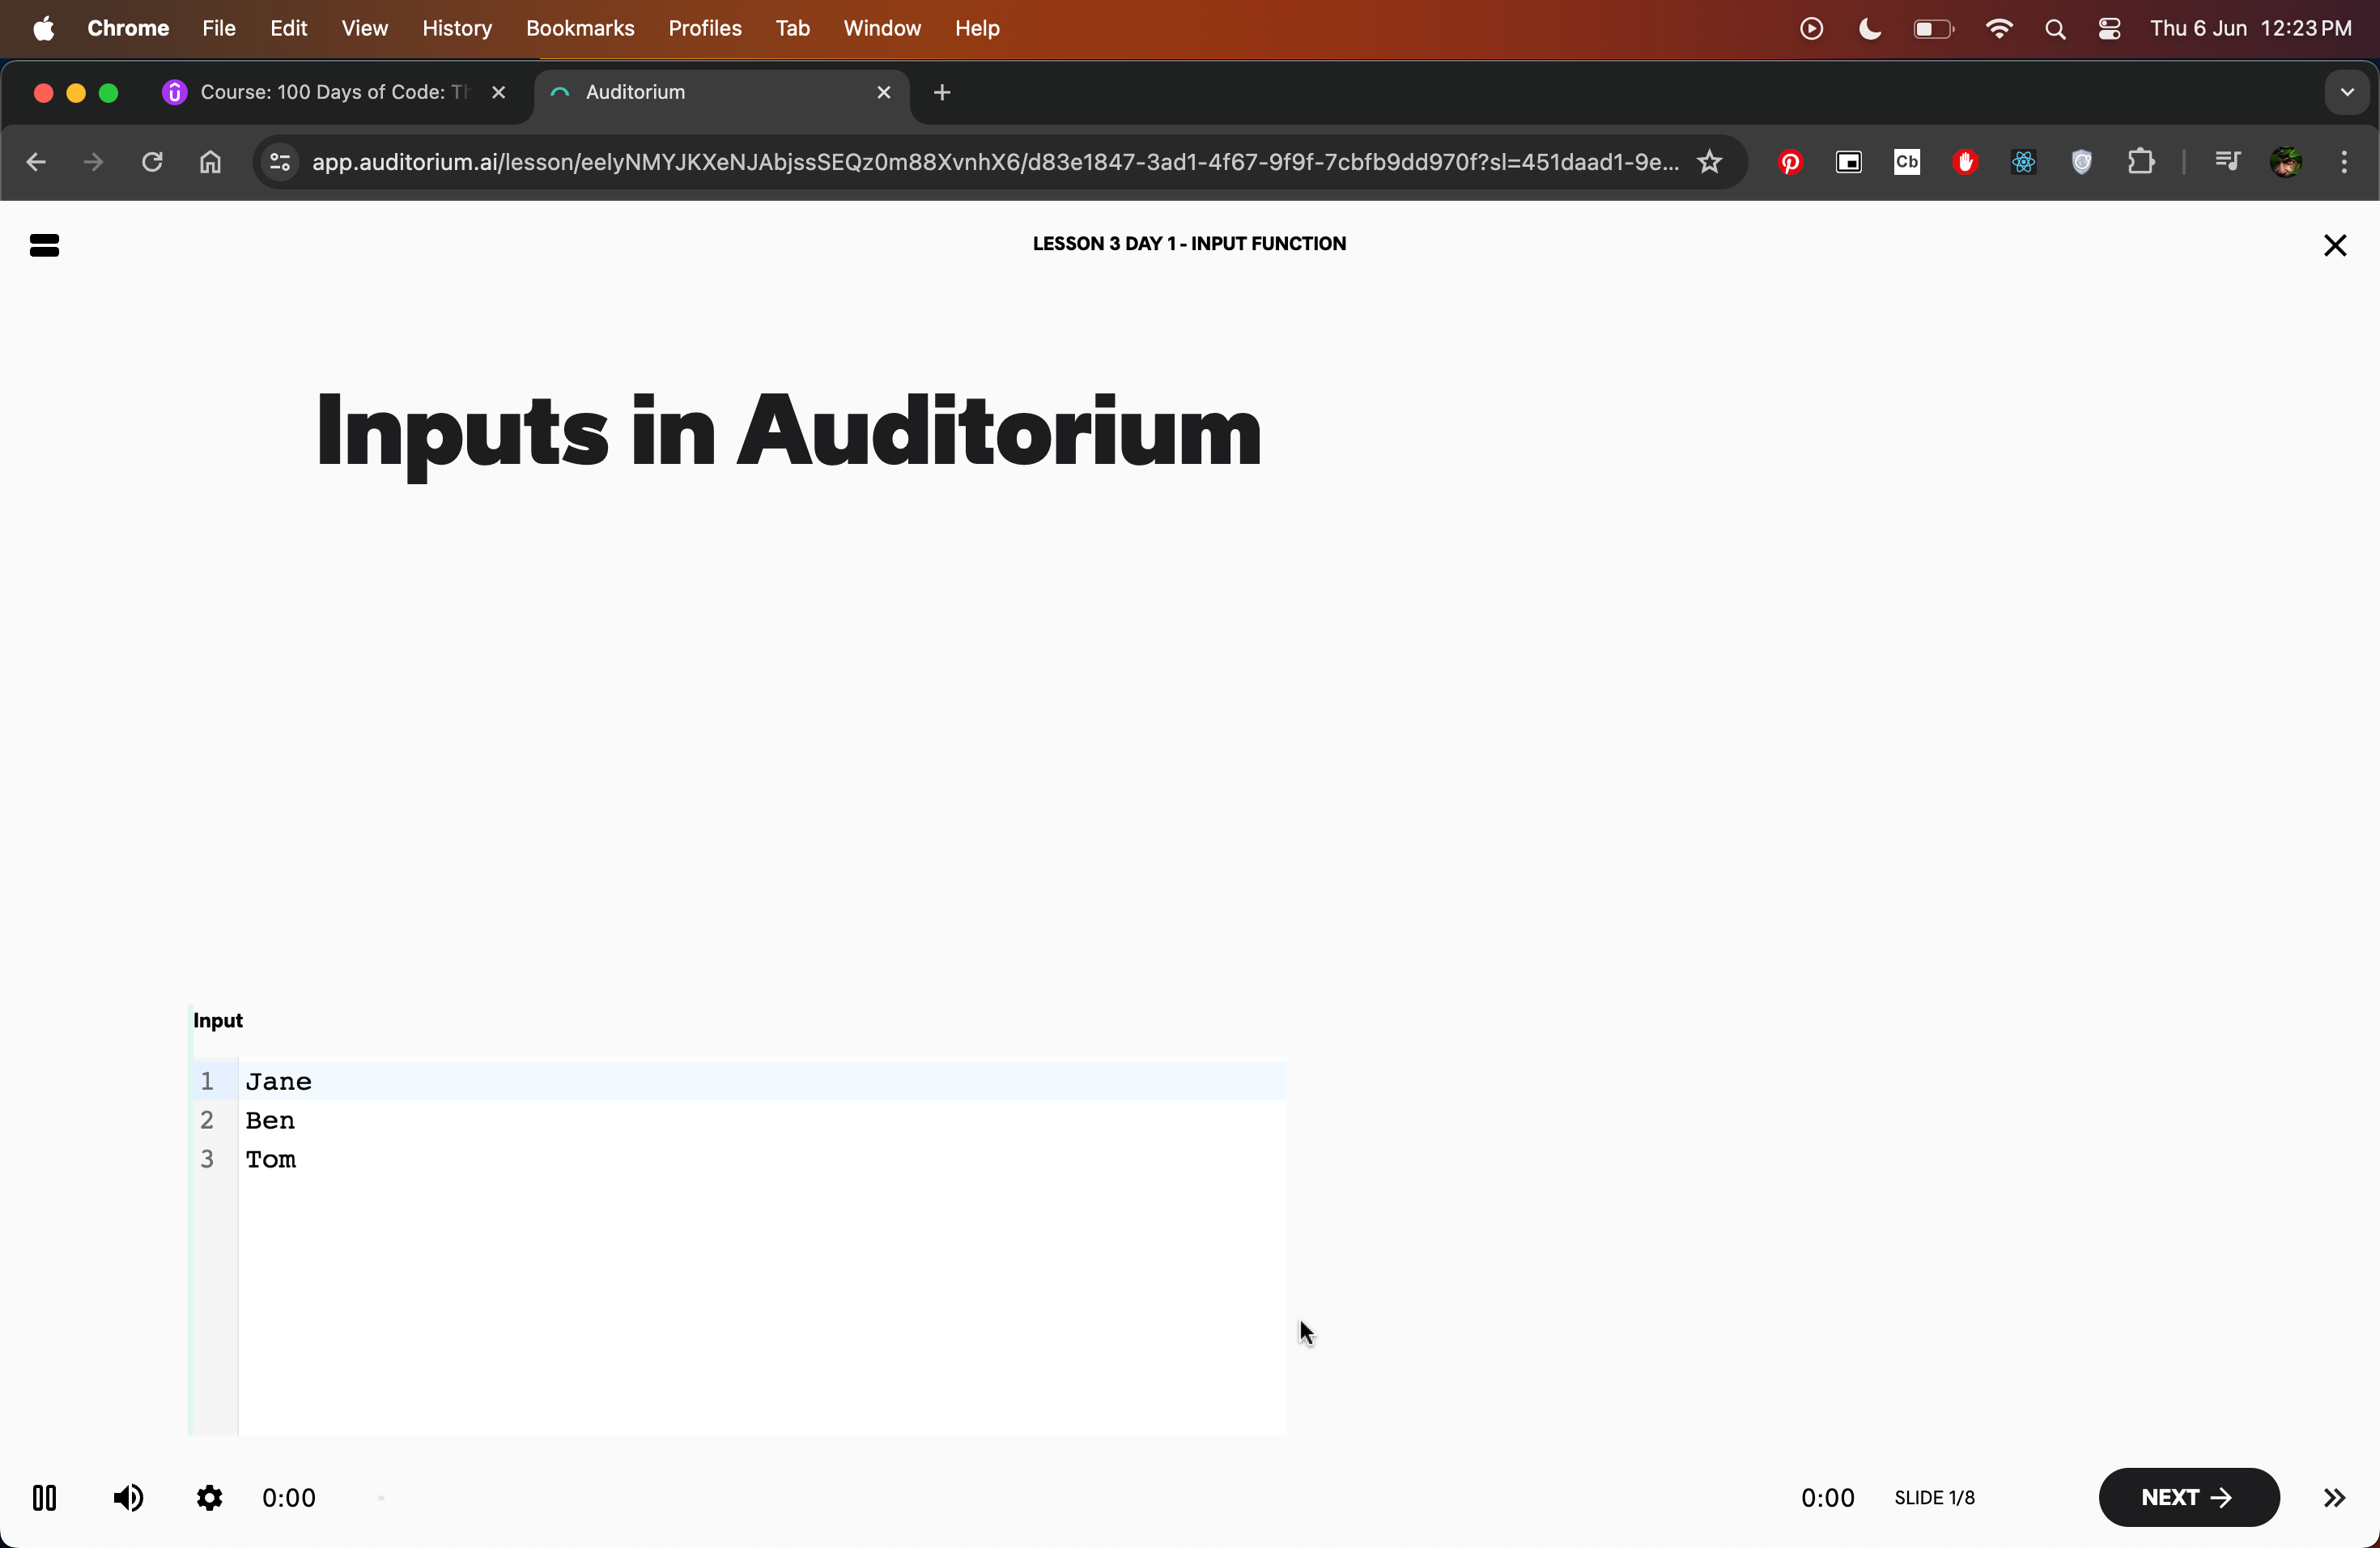 Chrome File Edit View History Bookmarks Profiles Tab Window Help Thu 6 Jun 12:23 PM
Course: 100 Days of Code: Th Auditorium
app.auditorium.ai/lesson/eelyNMYJKXeNJAbjssSEQz0m88XvnhX6/d83e1847-3ad1-4f67-9f9f-7cbfb9dd970f?sl=451daad1-9e... Cb
LESSON 3 DAY 1 - INPUT FUNCTION
Inputs in Auditorium
Input
1 Jane
2 Ben
3 Tom
0:00 0:00 SLIDE 1/8 NEXT